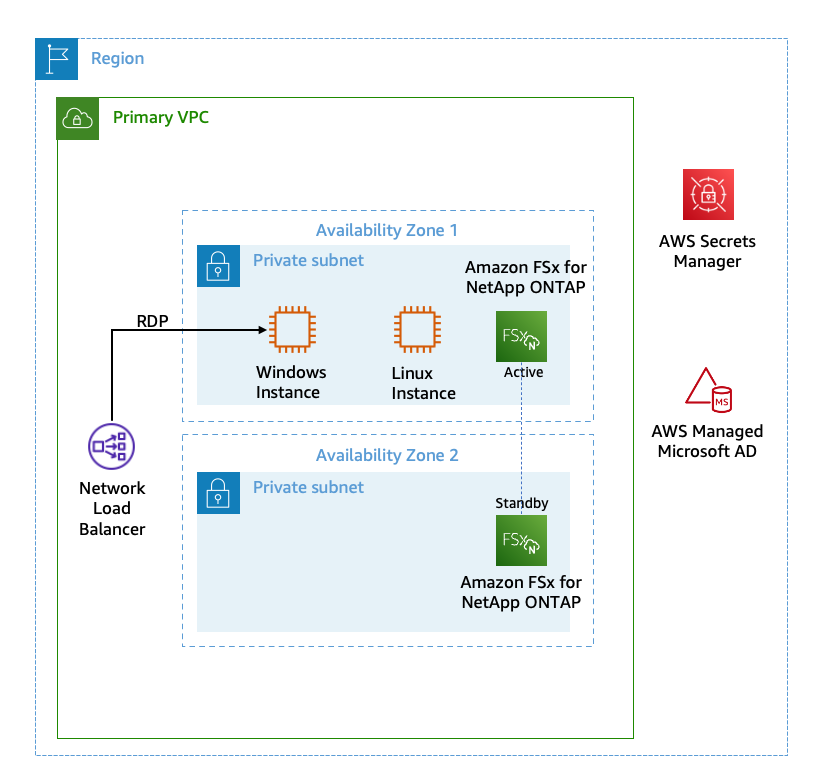 Region
Primary VPC
Availability Zone 1
Private subnet
Amazon FSx for
NetApp ONTAP
RDP
FSx
N
Windows
Instance
Linux
Instance
Active
AWS Secrets
Manager
MS
AWS Managed
Microsoft AD
Network
Load
Balancer
Availability Zone 2
Private subnet
Standby
FSx
N
Amazon FSx for
NetApp ONTAP